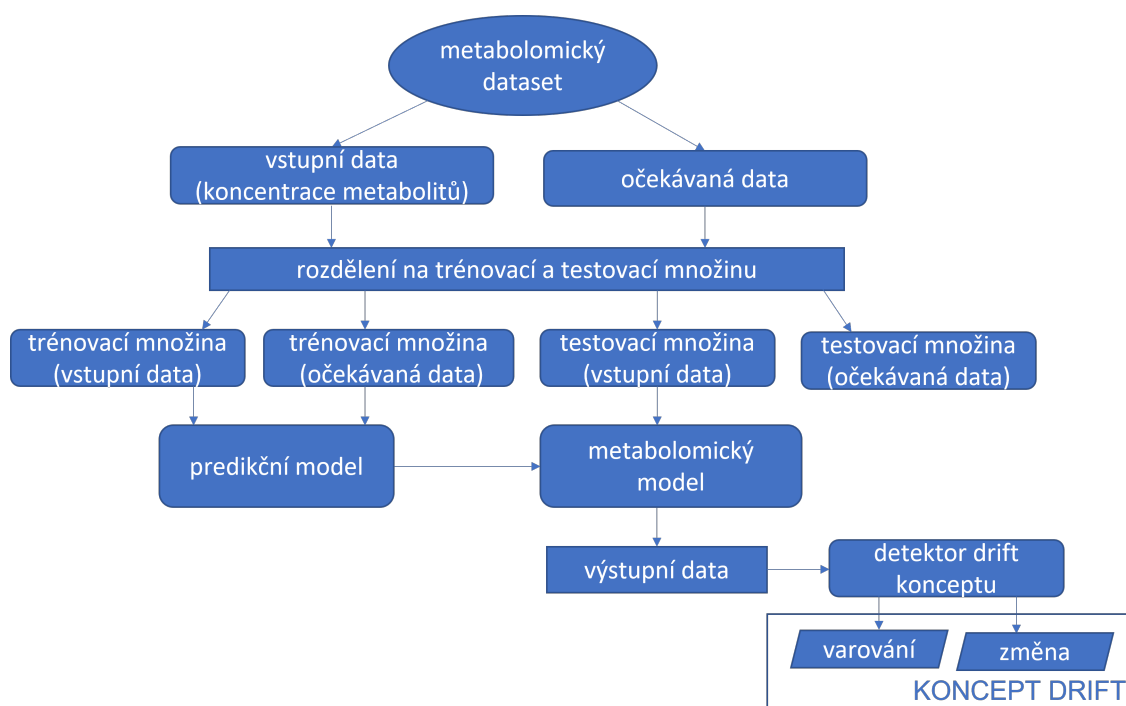 metabolomický
dataset
vstupní data
(koncentrace metabolitů)
očekávaná data
rozdělení na trénovací a testovací množinu
trénovací množina
(vstupní data)
trénovací množina
(očekávaná data)
testovací množina
(vstupní data)
testovací množina
(očekávaná data)
predikční model
metabolomický
model
výstupní data
detektor drift
konceptu
varování
změna
KONCEPT DRIFT